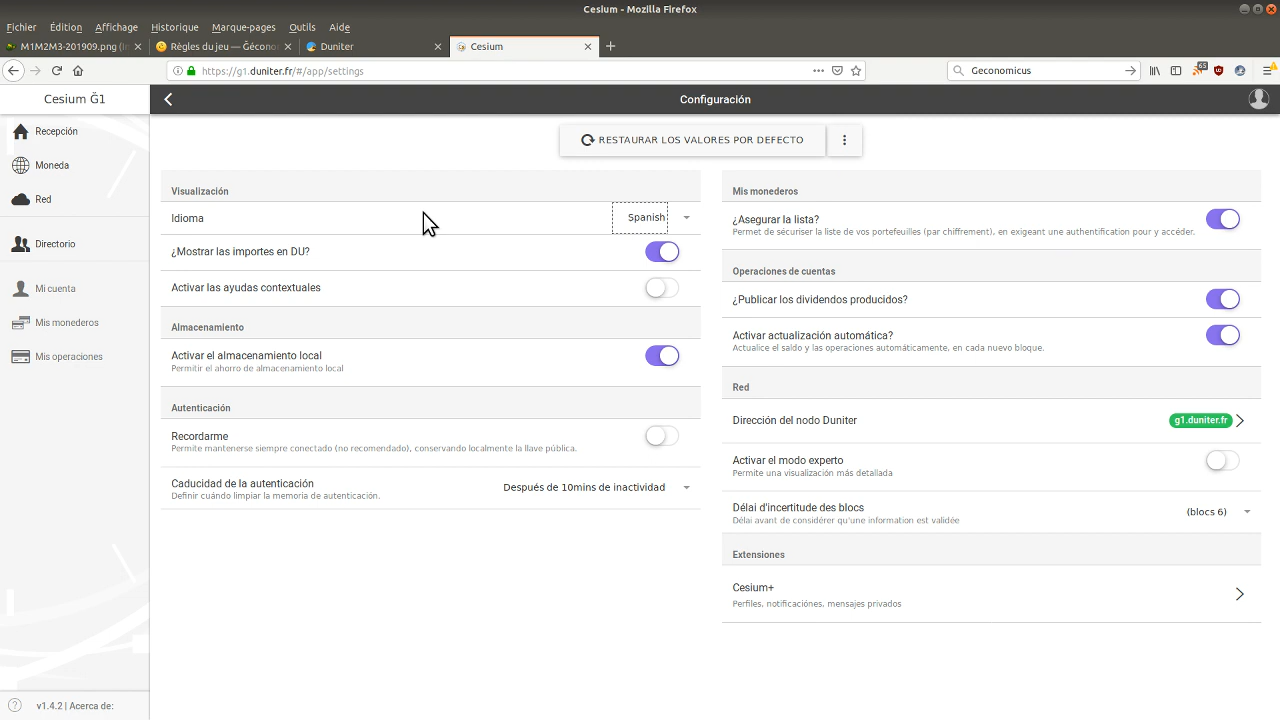 Cesium - Mozilla Firefox
Fichier Édition Affichage Historique Marque-pages Outils Aide
M1M2M3-201909.png
Règles du jeu —
Duniter
Cesium
https://g1.duniter.fr/#/app/settings
Geconomicus
65
Cesium Ğ1
Configuración
Recepción
Moneda
Red
Directorio
Mi cuenta
Mis monederos
Mis operaciones
v1.4.2 | Acerca de:
RESTAURAR LOS VALORES POR DEFECTO
Visualización
Idioma
Spanish
¿Mostrar las importes en DU?
Activar las ayudas contextuales
Almacenamiento
Activar el almacenamiento local
Permitir el ahorro de almacenamiento local
Autenticación
Recordarme
Permite mantenerse siempre conectado (no recomendado), conservando localmente la llave pública.
Caducidad de la autenticación
Definir cuándo limpiar la memoria de autenticación.
Después de 10mins de inactividad
Mis monederos
¿Asegurar la lista?
Permet de sécuriser la liste de vos portefeuilles (par chiffrement), en exigeant une authentification pour y accéder.
Operaciones de cuentas
¿Publicar los dividendos producidos?
Activar actualización automática?
Actualice el saldo y las operaciones automáticamente, en cada nuevo bloque.
Red
Dirección del nodo Duniter
g1.duniter.fr
Activar el modo experto
Permite una visualización más detallada
Délai d'incertitude des blocs
Délai avant de considérer qu'une information est validée
(blocs 6)
Extensiones
Cesium+
Perfiles, notificaciónes, mensajes privados